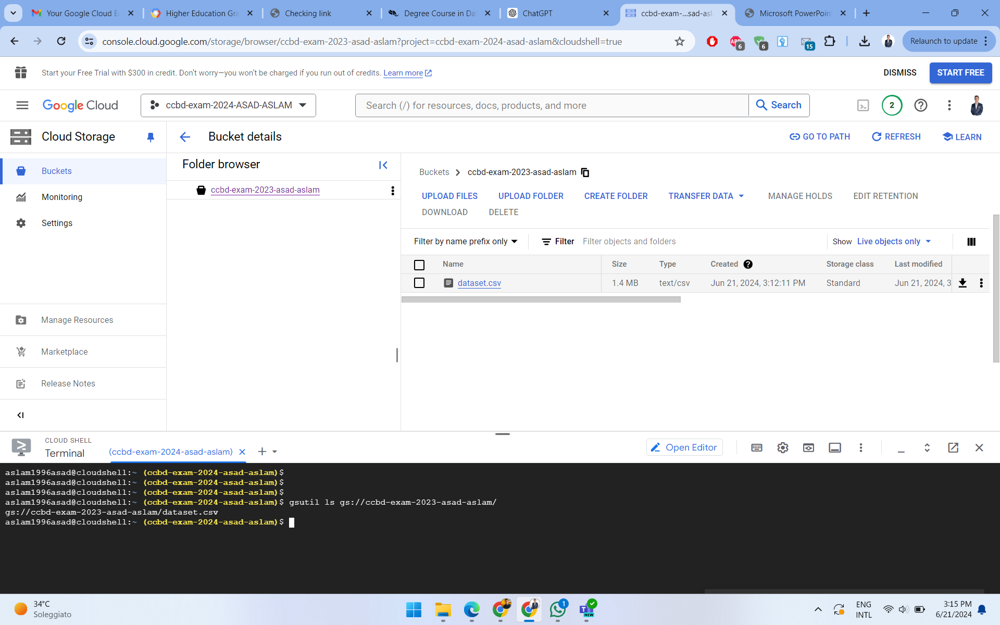 Your Google Cloud E
Higher Education Gra
Checking link
Degree Course in Da
ChatGPT
ccbd-exam-...sad-asl
Microsoft PowerPoin
console.cloud.google.com/storage/browser/ccbd-exam-2023-asad-aslam?project=ccbd-exam-2024-asad-aslam&cloudshell=true
ABP
6
6
15
Relaunch to update
Start your Free Trial with $300 in credit. Don't worry—you won't be charged if you run out of credits. Learn more
DISMISS
START FREE
Google Cloud
ccbd-exam-2024-ASAD-ASLAM
Search (/) for resources, docs, products, and more
Search
2
Cloud Storage
Bucket details
GO TO PATH
REFRESH
LEARN
Buckets
Monitoring
Settings
Manage Resources
Marketplace
Release Notes
Folder browser
ccbd-exam-2023-asad-aslam
Buckets > ccbd-exam-2023-asad-aslam
UPLOAD FILES UPLOAD FOLDER CREATE FOLDER TRANSFER DATA MANAGE HOLDS EDIT RETENTION
DOWNLOAD DELETE
Filter by name prefix only Filter Filter objects and folders Show Live objects only
Name Size Type Created Storage class Last modified
dataset.csv 1.4 MB text/csv Jun 21, 2024, 3:12:11 PM Standard Jun 21, 2024, 3
CLOUD SHELL
Terminal
(ccbd-exam-2024-asad-aslam)
Open Editor
aslam1996asad@cloudshell:~ (ccbd-exam-2024-asad-aslam)$
aslam1996asad@cloudshell:~ (ccbd-exam-2024-asad-aslam)$
aslam1996asad@cloudshell:~ (ccbd-exam-2024-asad-aslam)$
aslam1996asad@cloudshell:~ (ccbd-exam-2024-asad-aslam)$ gsutil ls gs://ccbd-exam-2023-asad-aslam/
gs://ccbd-exam-2023-asad-aslam/dataset.csv
aslam1996asad@cloudshell:~ (ccbd-exam-2024-asad-aslam)$
34°C
Soleggiato
1
NEW
ENG
INTL
3:15 PM
6/21/2024